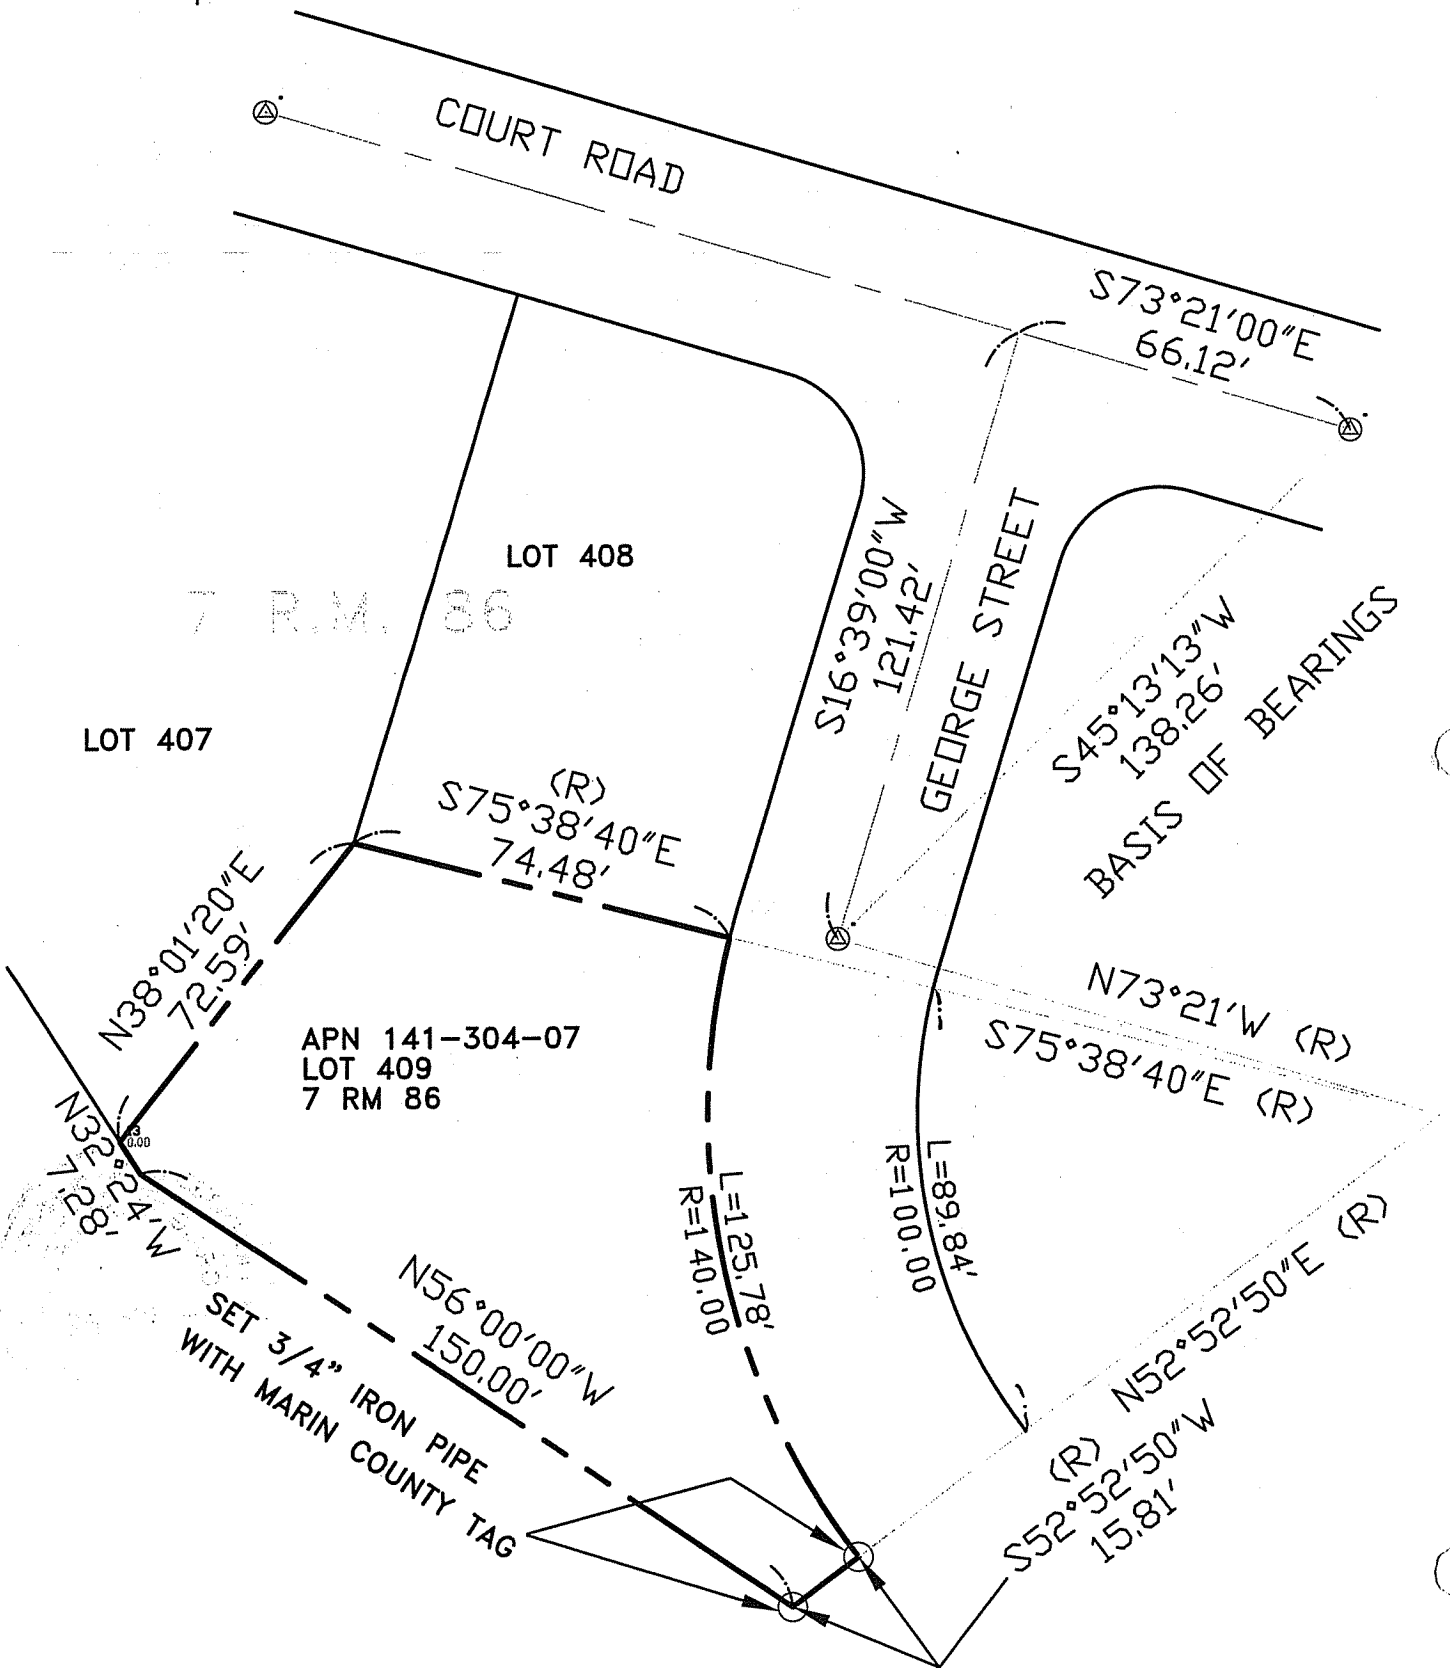 COURT ROAD
S73°21'00"E
66.12'
LOT 408
7 R.M. 86
S16°39'00"W
121.42'
GEORGE STREET
S45°13'13"W
138.26'
BASIS OF BEARINGS
LOT 407
(R)
S75°38'40"E
74.48'
N38°01'20"E
72.59'
N73°21'W (R)
S75°38'40"E (R)
APN 141-304-07
LOT 409
7 RM 86
0.00
N32°24'W
7.28'
L=125.78'
R=140.00
L=89.84'
R=100.00
N52°52'50"E (R)
N56°00'00"W
150.00'
SET 3/4" IRON PIPE
WITH MARIN COUNTY TAG
(R)
S52°52'50"W
15.81'